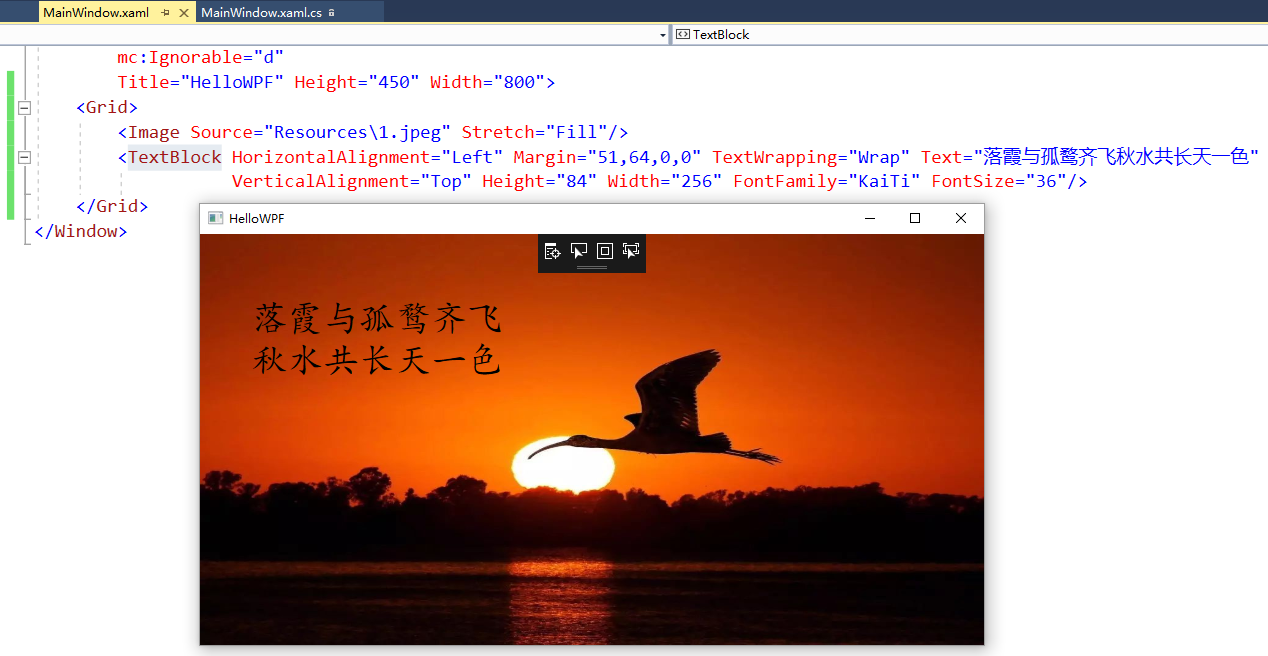 MainWindow.xaml MainWindow.xaml.cs
TextBlock
mc:Ignorable="d"
Title="HelloWPF" Height="450" Width="800">
<Grid>
<Image Source="Resources\1.jpeg" Stretch="Fill"/>
<TextBlock HorizontalAlignment="Left" Margin="51,64,0,0" TextWrapping="Wrap" Text="落霞与孤鹜齐飞秋水共长天一色"
VerticalAlignment="Top" Height="84" Width="256" FontFamily="KaiTi" FontSize="36"/>
</Grid>
</Window>
HelloWPF
落霞与孤鹜齐飞
秋水共长天一色